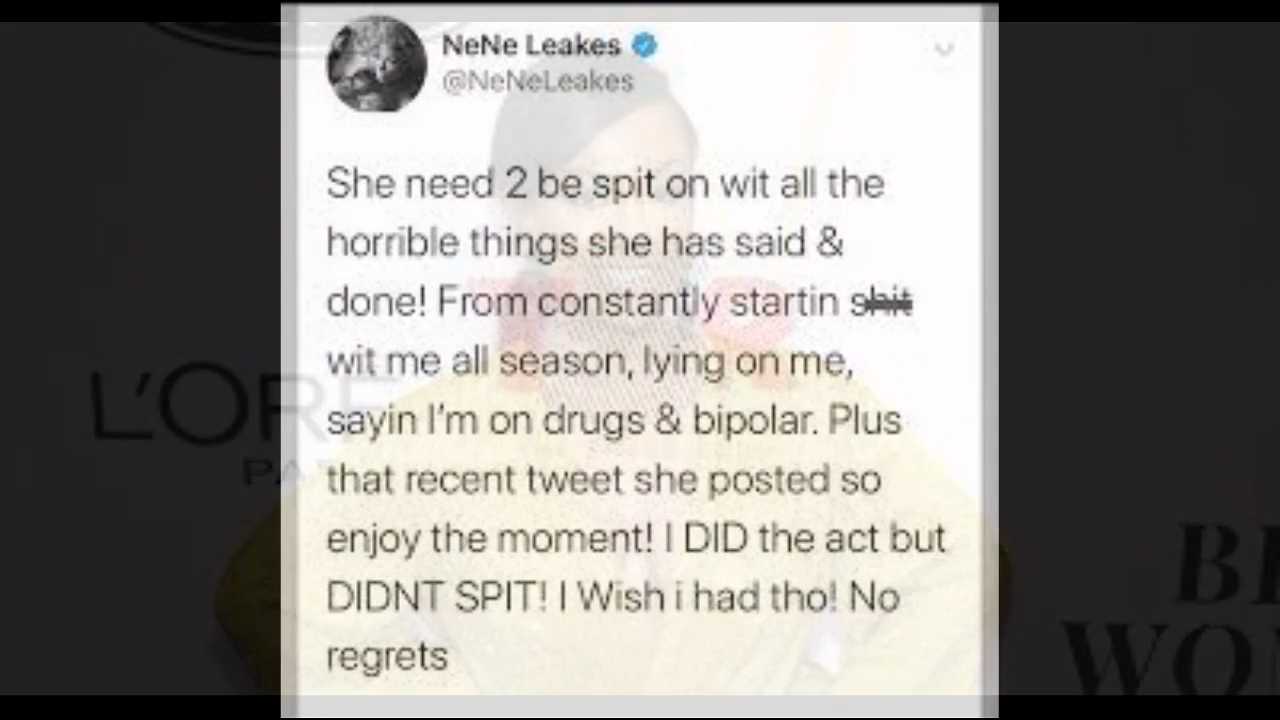 NeNe Leakes
@NeNeLeakes
She need 2 be spit on wit all the
horrible things she has said &
done! From constantly startin shit
wit me all season, lying on me,
sayin I'm on drugs & bipolar. Plus
that recent tweet she posted so
enjoy the moment! I DID the act but
DIDNT SPIT! I Wish i had tho! No
regrets
L'OR
PA
BE
WO